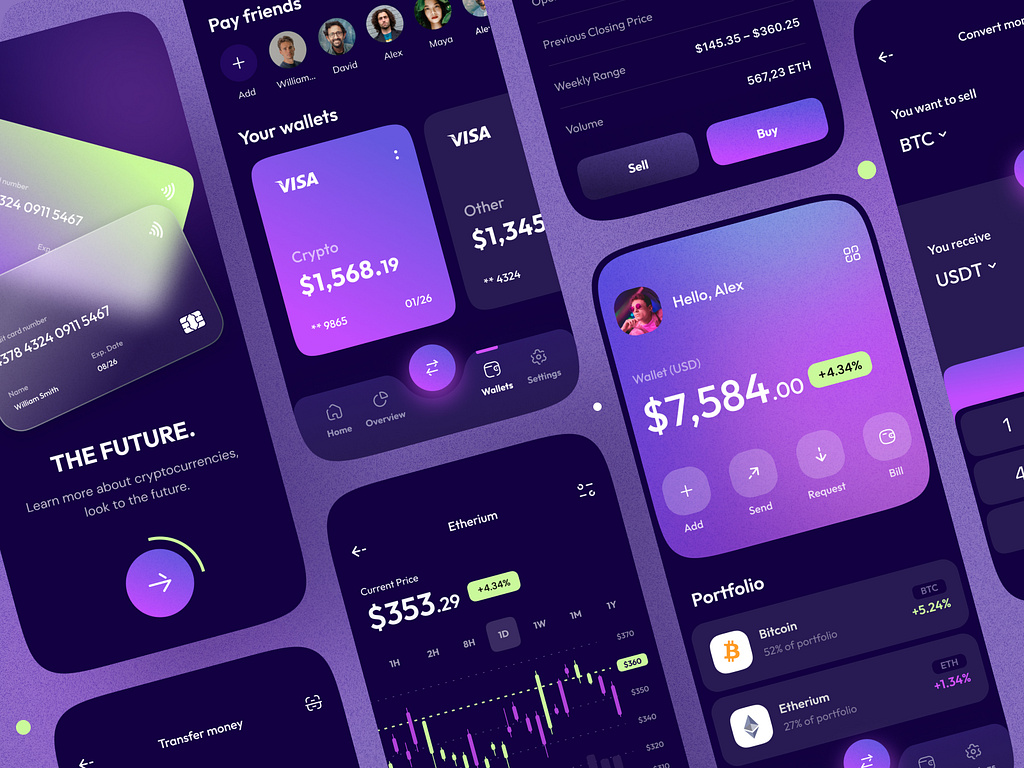 number
324 0911 5467
Exp.
it card number
4378 4324 0911 5467
Name
William Smith
Exp. Date
08/26
THE FUTURE.
Learn more about cryptocurrencies,
look to the future.
Transfer money
Pay friends
Add
William...
David
Alex
Maya
Your wallets
VISA
Crypto
$1,568.19
** 9865
01/26
VISA
Other
$1,345
** 4324
Home
Overview
Wallets
Settings
Etherium
Current Price
$353.29
+4.34%
1H
2H
8H
1D
1W
1M
1Y
$370
$360
$350
$340
$320
$310
Previous Closing Price
$145.35 – $360.25
Weekly Range
567,23 ETH
Volume
Sell
Buy
Hello, Alex
Wallet (USD)
$7,584.00
+4.34%
Add
Send
Request
Bill
Portfolio
Bitcoin
52% of portfolio
BTC
+5.24%
Etherium
27% of portfolio
ETH
+1.34%
Convert mo
You want to sell
BTC
You receive
USDT
1
4